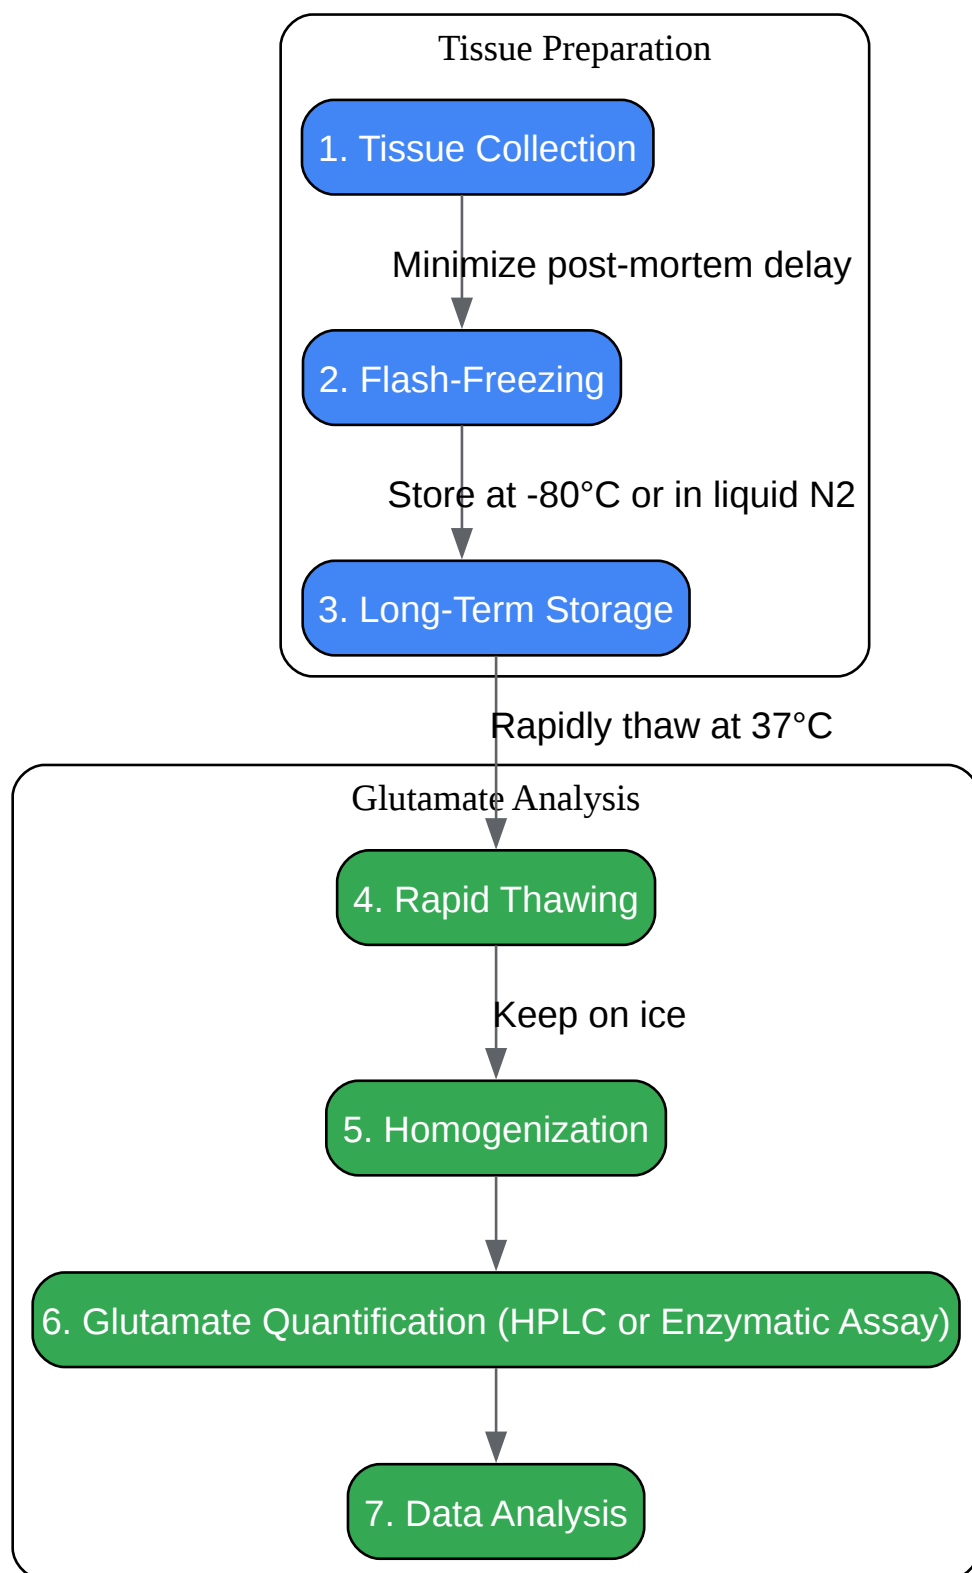 Tissue Preparation
1. Tissue Collection
Minimize post-mortem delay
2. Flash-Freezing
Store at -80°C or in liquid N2
3. Long-Term Storage
Rapidly thaw at 37°C
Glutamate Analysis
4. Rapid Thawing
Keep on ice
5. Homogenization
6. Glutamate Quantification (HPLC or Enzymatic Assay)
7. Data Analysis